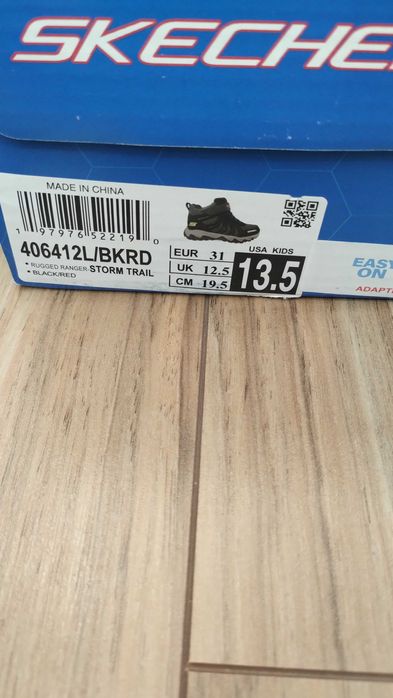 SKECHE
MADE IN CHINA
1 97976 52219 0
406412L/BKRD
• RUGGED RANGER-STORM TRAIL
• BLACK/RED
EUR 31
UK 12.5
CM 19.5
USA KIDS
13.5
EASY
ON
ADAPT